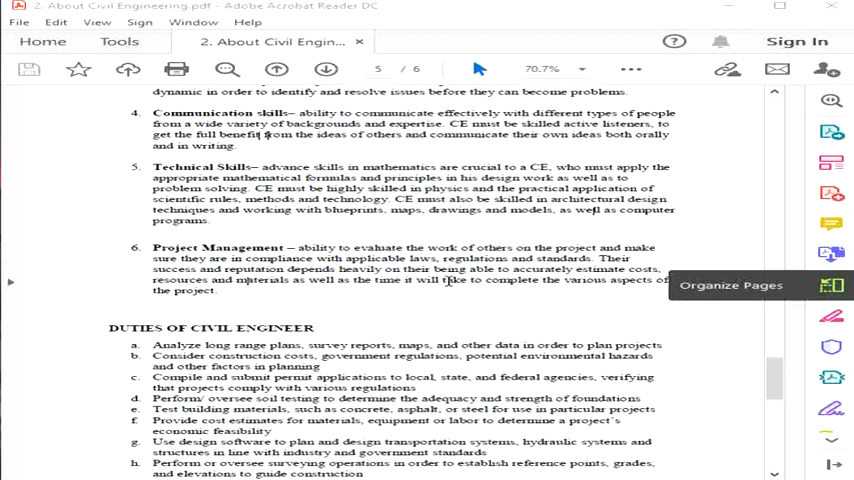 2. About Civil Engineering.pdf - Adobe Acrobat Reader DC
File Edit View Sign Window Help
Home Tools 2. About Civil Engin... × Sign In
5 / 6 70.7%
dynamic in order to identify and resolve issues before they can become problems.
4. Communication skills– ability to communicate effectively with different types of people
from a wide variety of backgrounds and expertise. CE must be skilled active listeners, to
get the full benefit from the ideas of others and communicate their own ideas both orally
and in writing.
5. Technical Skills– advance skills in mathematics are crucial to a CE, who must apply the
appropriate mathematical formulas and principles in his design work as well as to
problem solving. CE must be highly skilled in physics and the practical application of
scientific rules, methods and technology. CE must also be skilled in architectural design
techniques and working with blueprints, maps, drawings and models, as well as computer
programs.
6. Project Management – ability to evaluate the work of others on the project and make
sure they are in compliance with applicable laws, regulations and standards. Their
success and reputation depends heavily on their being able to accurately estimate costs,
resources and materials as well as the time it will take to complete the various aspects of
the project.
Organize Pages
DUTIES OF CIVIL ENGINEER
a. Analyze long range plans, survey reports, maps, and other data in order to plan projects
b. Consider construction costs, government regulations, potential environmental hazards
and other factors in planning
c. Compile and submit permit applications to local, state, and federal agencies, verifying
that projects comply with various regulations
d. Perform/ oversee soil testing to determine the adequacy and strength of foundations
e. Test building materials, such as concrete, asphalt, or steel for use in particular projects
f. Provide cost estimates for materials, equipment or labor to determine a project's
economic feasibility
g. Use design software to plan and design transportation systems, hydraulic systems and
structures in line with industry and government standards
h. Perform or oversee surveying operations in order to establish reference points, grades,
and elevations to guide construction